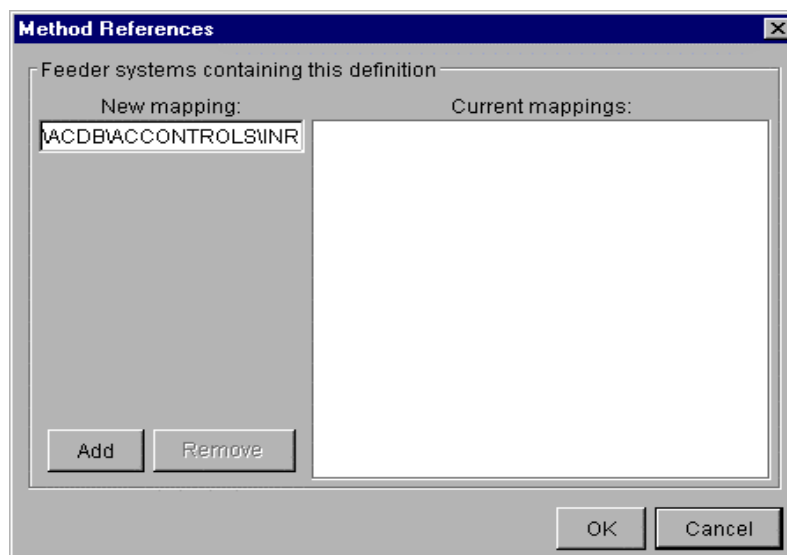 Method References
Feeder systems containing this definition
New mapping:
Current mappings:
\ACDB\ACCONTROLS\INR
Add
Remove
OK
Cancel